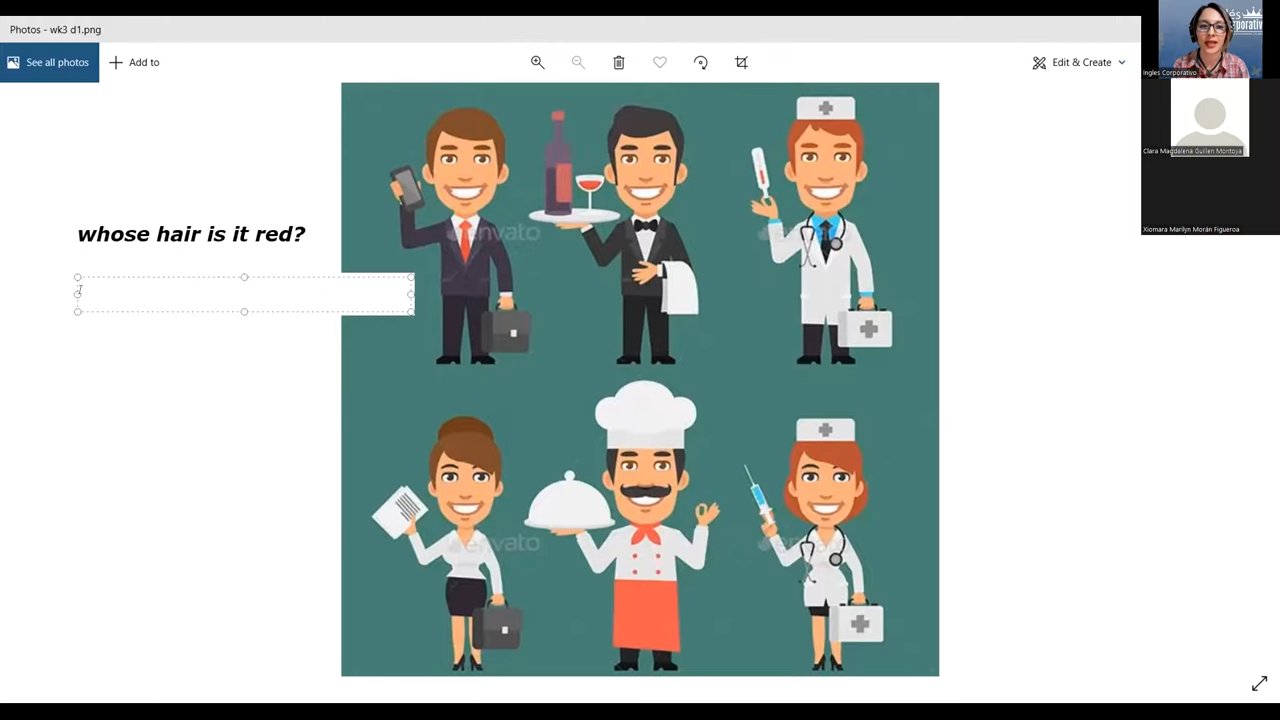 Photos - wk3 d1.png
See all photos
Add to
Edit & Create
Ingles Corporativo
Clara Magdalena Guillen Montoya
Xiomara Marilyn Morán Figueroa
whose hair is it red?
envato
envato
envato
envato